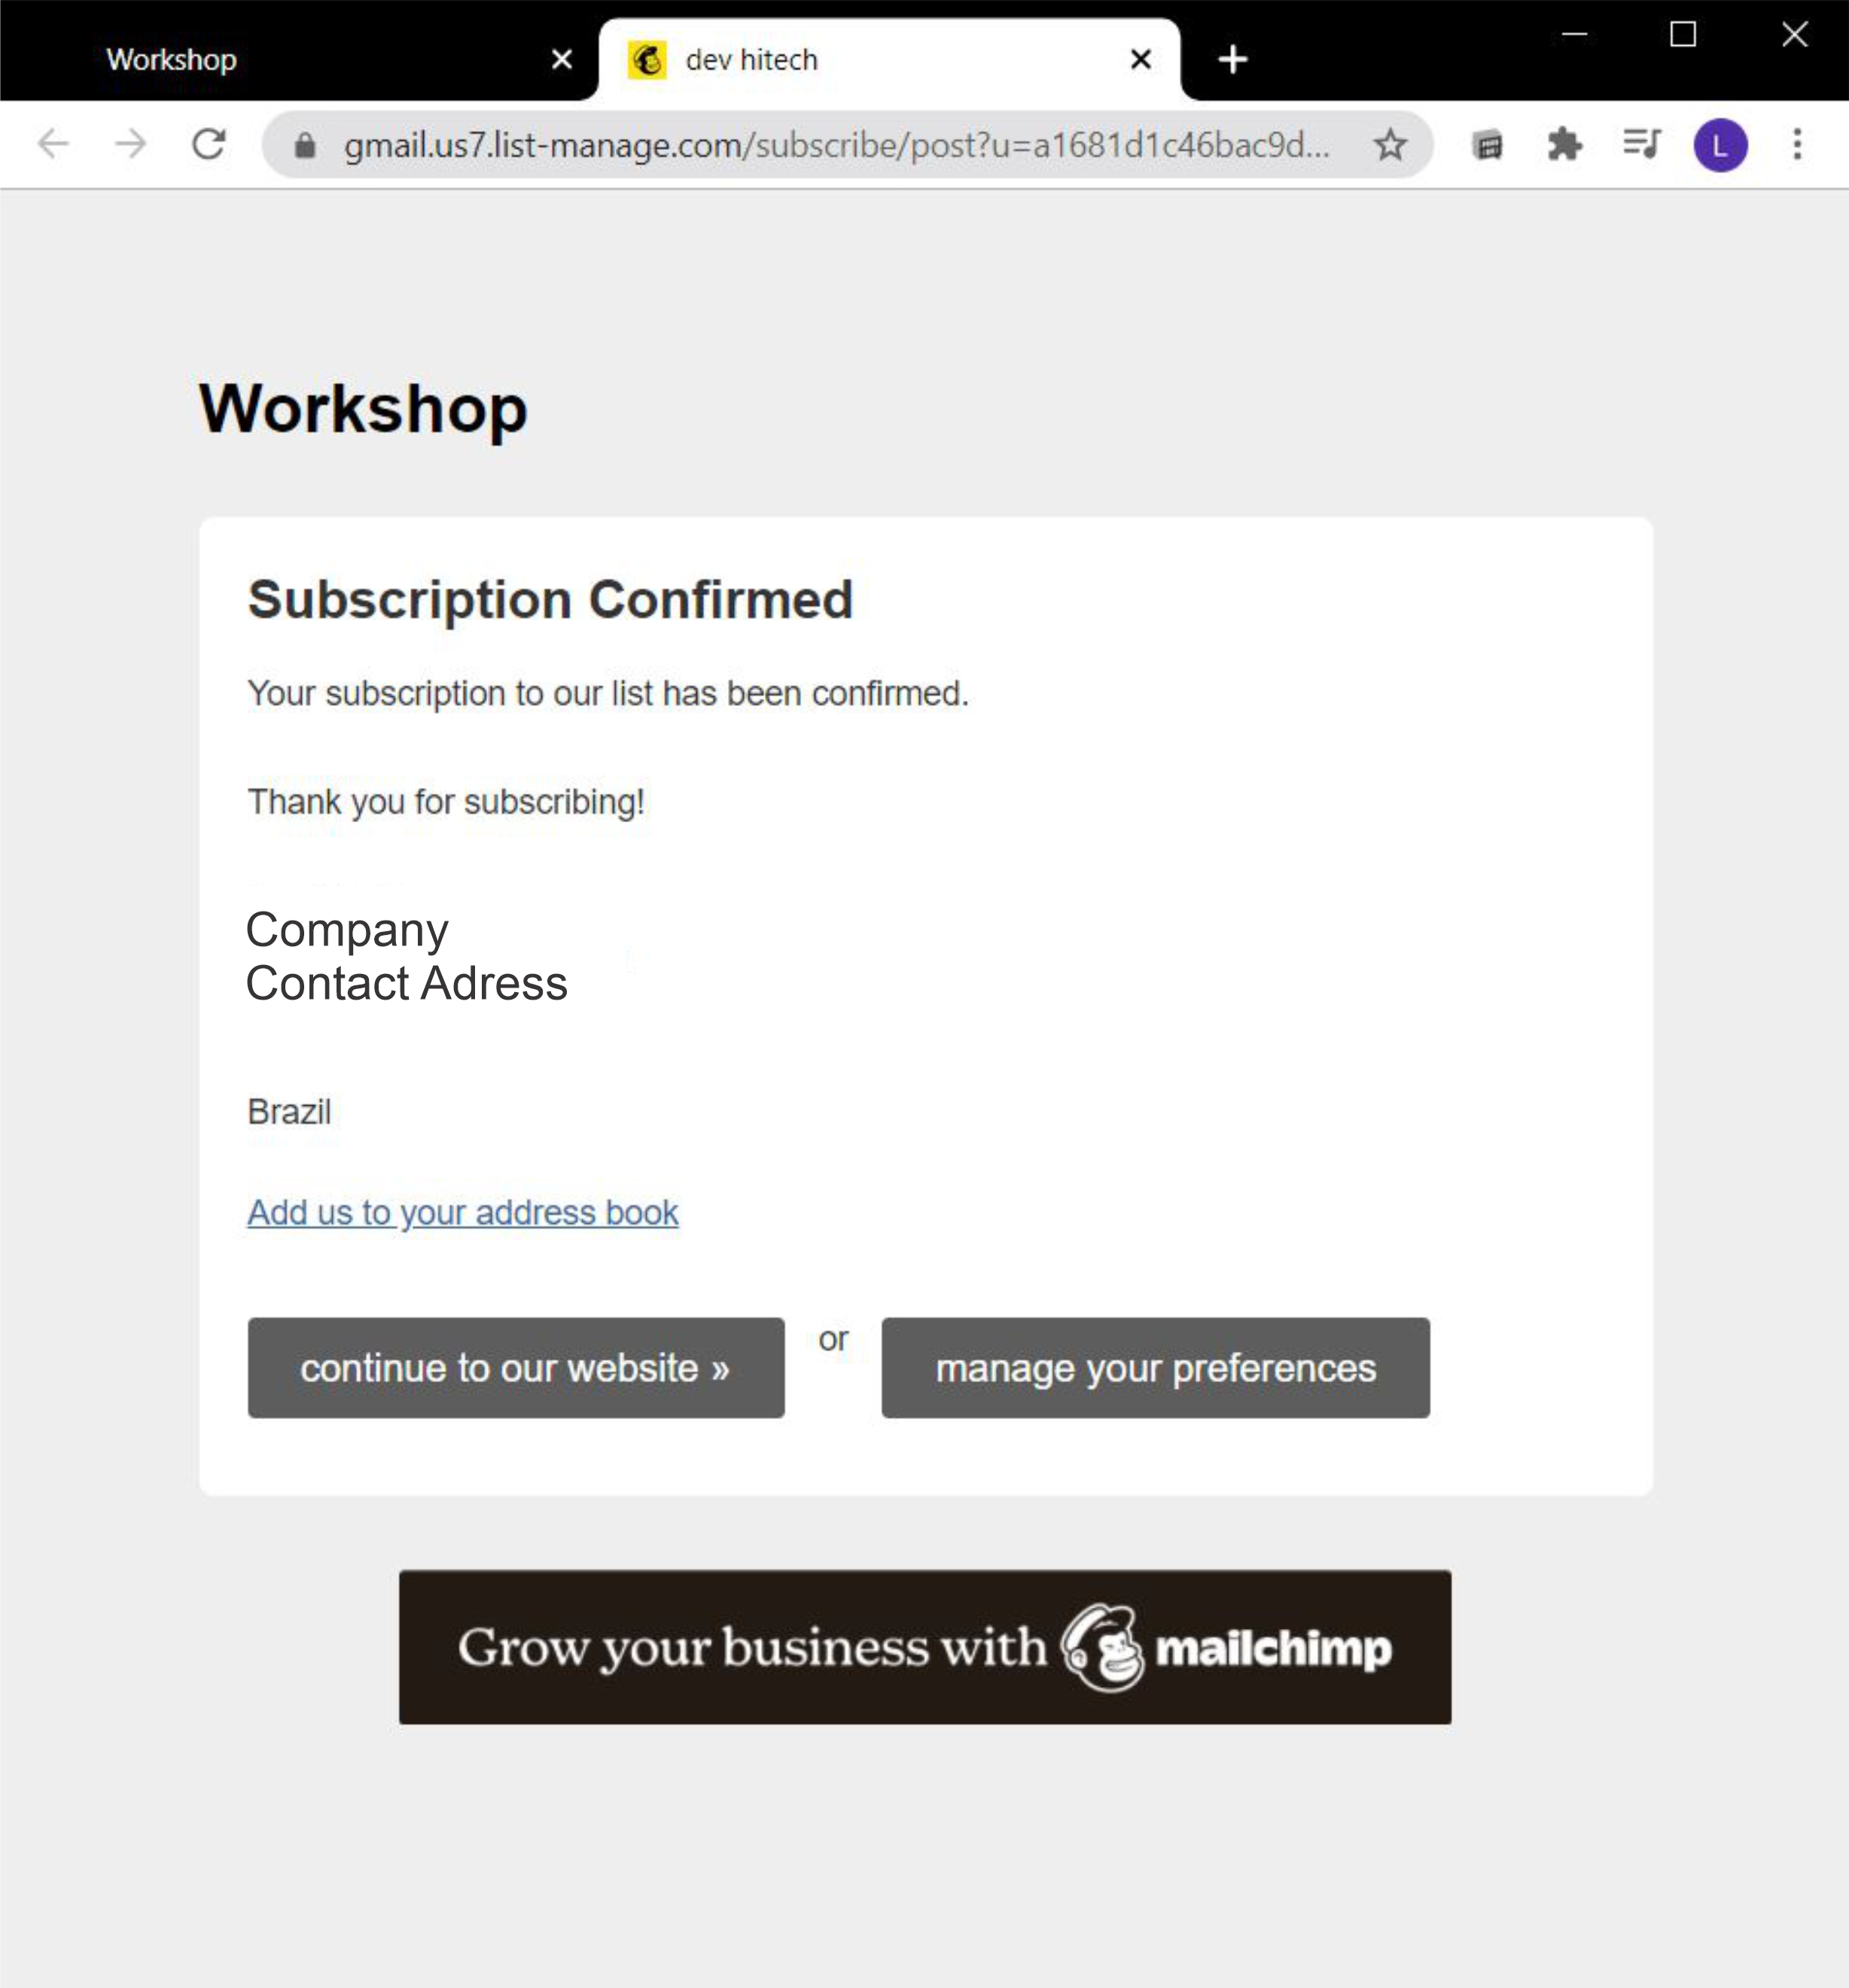 Workshop
dev hitech
gmail.us7.list-manage.com/subscribe/post?u=a1681d1c46bac9d...
L
Workshop
Subscription Confirmed
Your subscription to our list has been confirmed.
Thank you for subscribing!
Company
Contact Adress
Brazil
Add us to your address book
continue to our website »
or
manage your preferences
Grow your business with mailchimp